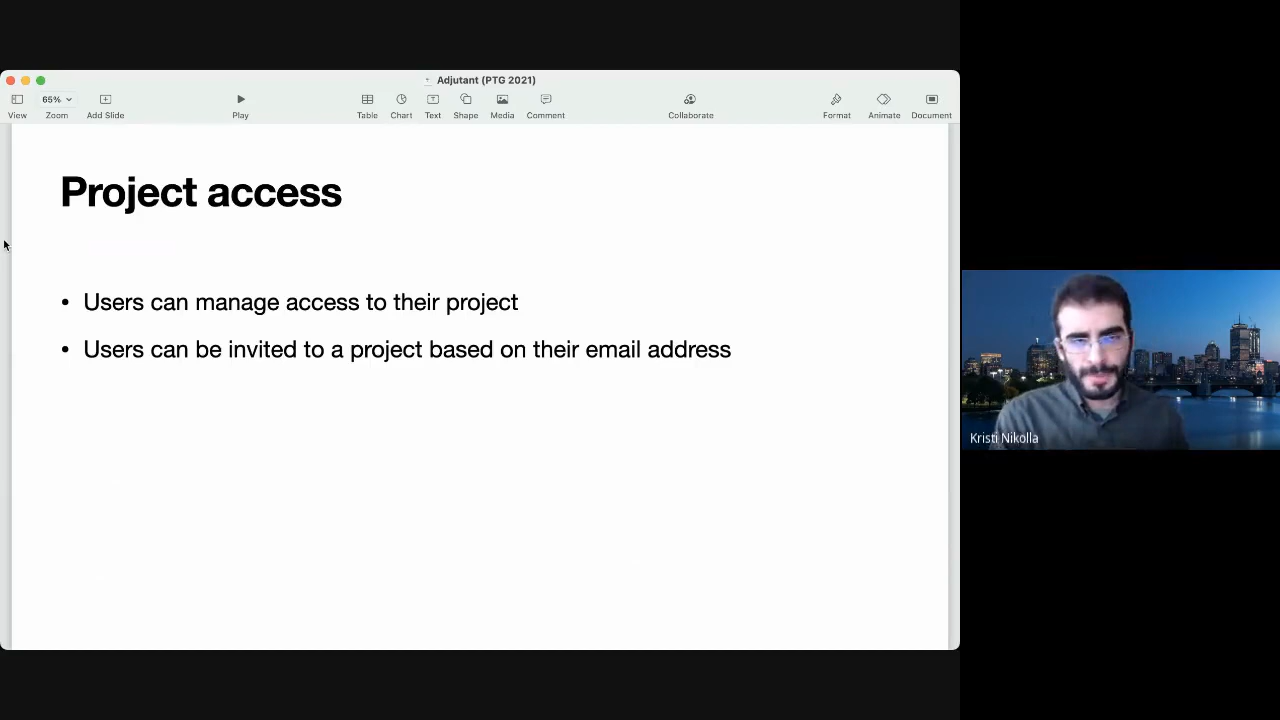 Adjutant (PTG 2021)
65%
View
Zoom
Add Slide
Play
Table
Chart
Text
Shape
Media
Comment
Collaborate
Format
Animate
Document
Project access
• Users can manage access to their project
• Users can be invited to a project based on their email address
Kristi Nikolla